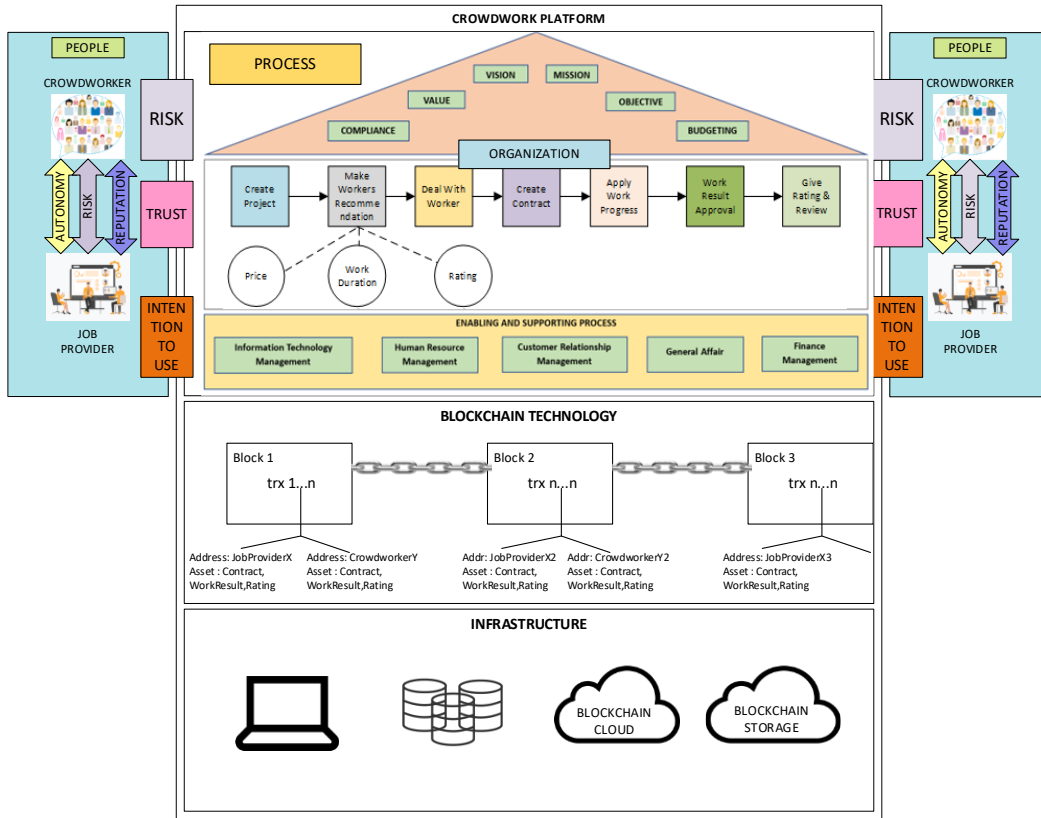 CROWDWORK PLATFORM
PEOPLE
CROWDWORKER
AUTONOMY
RISK
REPUTATION
JOB
PROVIDER
RISK
TRUST
INTEN
TION
TO
USE
PROCESS
VISION
MISSION
VALUE
OBJECTIVE
COMPLIANCE
BUDGETING
ORGANIZATION
Create
Project
Make
Workers
Recomme
ndation
Deal With
Worker
Create
Contract
Apply
Work
Progress
Work
Result
Approval
Give
Rating &
Review
Price
Work
Duration
Rating
ENABLING AND SUPPORTING PROCESS
Information Technology
Management
Human Resource
Management
Customer Relationship
Management
General Affair
Finance
Management
PEOPLE
CROWDWORKER
RISK
TRUST
INTEN
TION
TO
USE
AUTONOMY
RISK
REPUTATION
JOB
PROVIDER
BLOCKCHAIN TECHNOLOGY
Block 1
trx 1...n
Block 2
trx n...n
Block 3
trx n...n
Address: JobProviderX
Asset : Contract,
WorkResult,Rating
Address: CrowdworkerY
Asset : Contract,
WorkResult,Rating
Addr: JobProviderX2
Asset : Contract,
WorkResult,Rating
Addr: CrowdworkerY2
Asset : Contract,
WorkResult,Rating
Address: JobProviderX3
Asset : Contract,
WorkResult,Rating
INFRASTRUCTURE
BLOCKCHAIN
CLOUD
BLOCKCHAIN
STORAGE